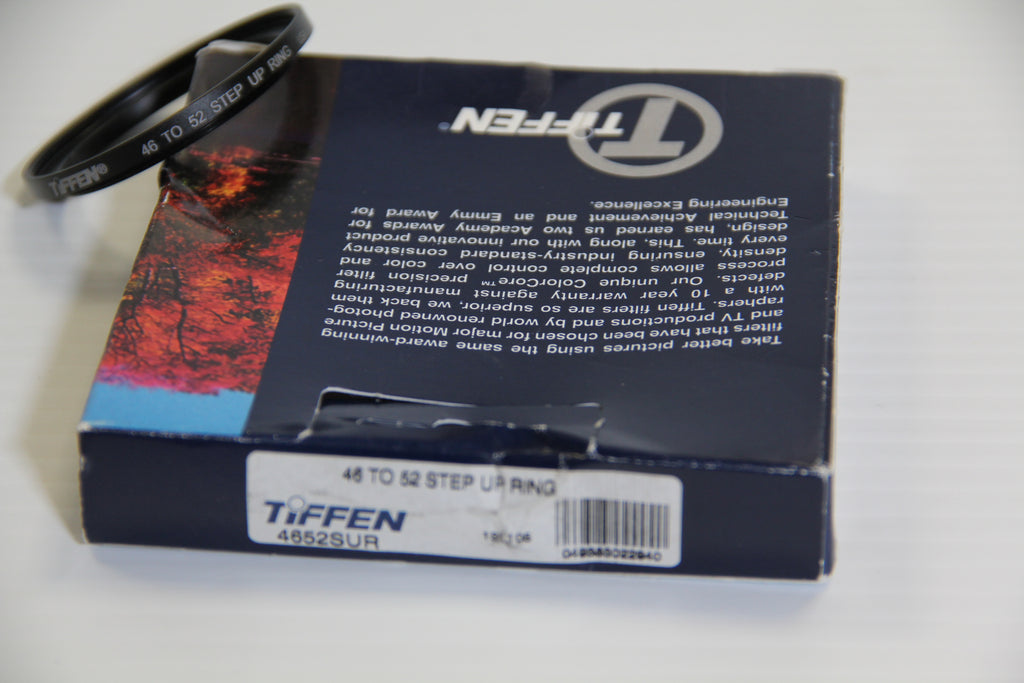 TiFFEN® 46 TO 52 STEP UP RING
TiFFEN®
Take better pictures using the same award-winning
filters that have been chosen for major Motion Picture
and TV productions and by world renowned photog-
raphers. Tiffen filters are so superior, we back them
with a 10 year warranty against manufacturing
defects. Our unique ColorCore™ precision filter
process allows complete control over color and
density, ensuring industry-standard consistency
every time. This, along with our innovative product
design, has earned us two Academy Awards for
Technical Achievement and an Emmy Award for
Engineering Excellence.
46 TO 52 STEP UP RING
TiFFEN
4652SUR